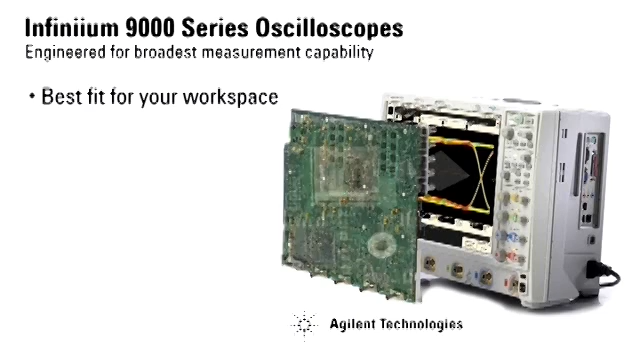 Infiniium 9000 Series Oscilloscopes
Engineered for broadest measurement capability
• Best fit for your workspace
Agilent Technologies